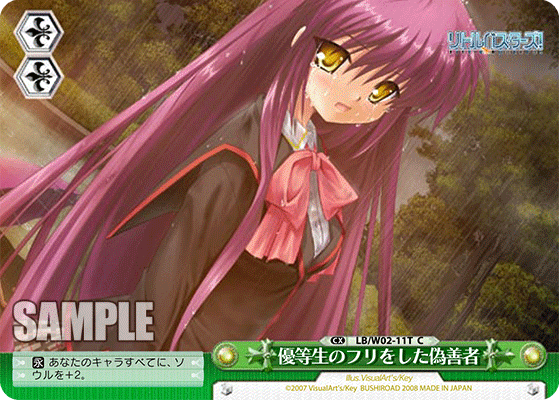 リトルバスターズ!
SAMPLE
CX LB/W02-11T C
優等生のフリをした偽善者
永 あなたのキャラすべてに、ソ
ウルを+2。
illus.VisualArt's/Key
©2007 VisualArt's/Key BUSHIROAD 2008 MADE IN JAPAN